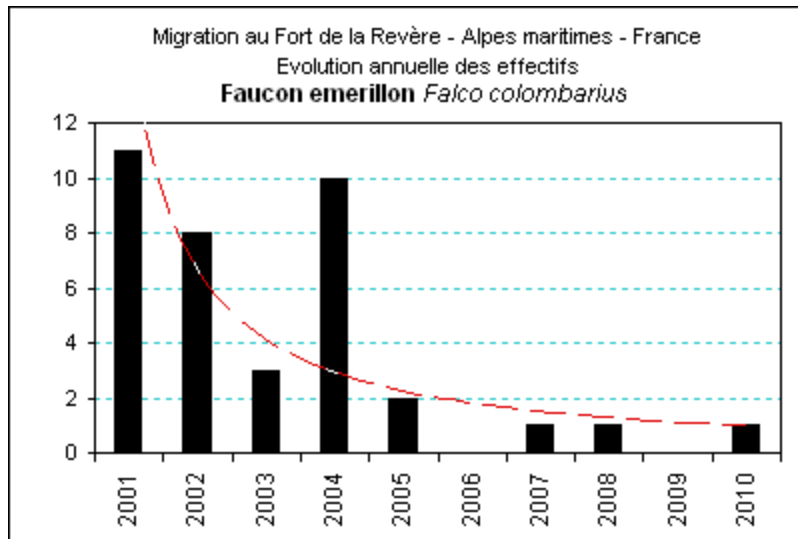 Migration au Fort de la Revère - Alpes maritimes - France
Evolution annuelle des effectifs
Faucon emerillon Falco colombarius
12
10
8
6
4
2
0
2001 2002 2003 2004 2005 2006 2007 2008 2009 2010